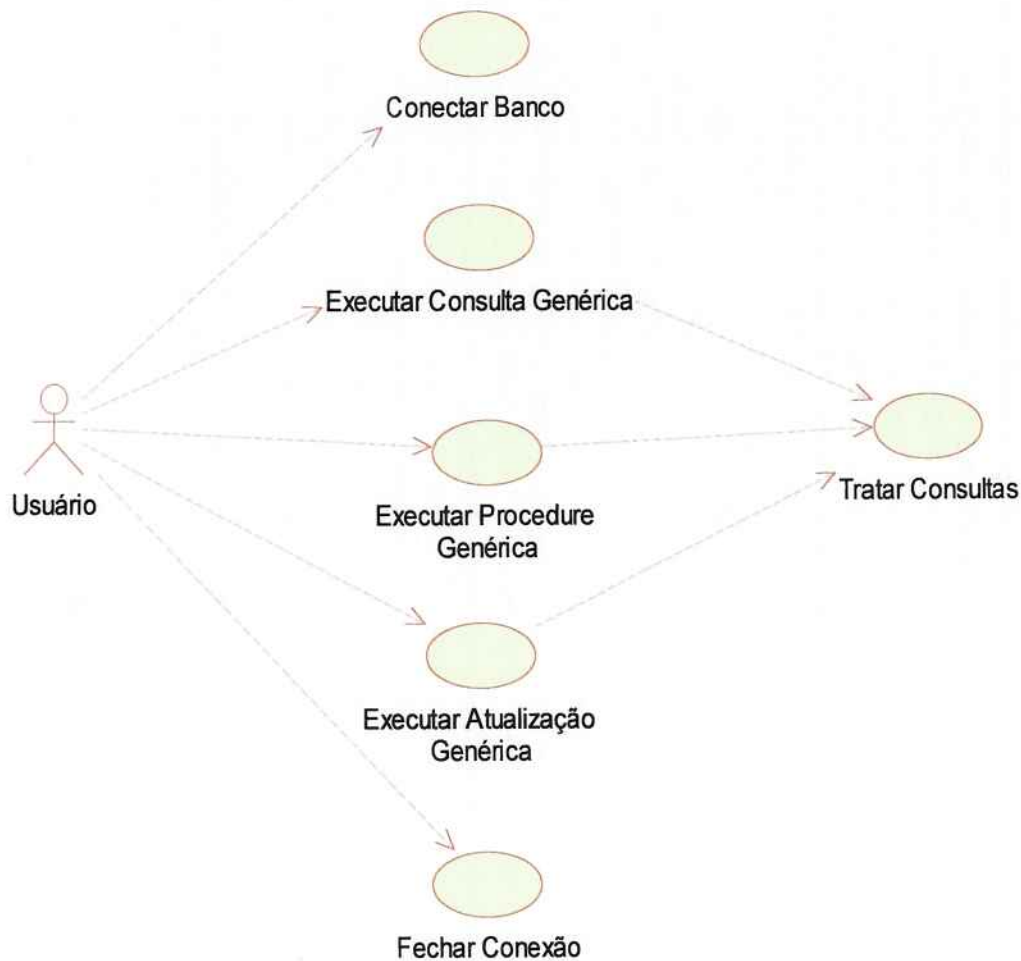 Conectar Banco
Executar Consulta Genérica
Usuário
Executar Procedure
Genérica
Tratar Consultas
Executar Atualização
Genérica
Fechar Conexão